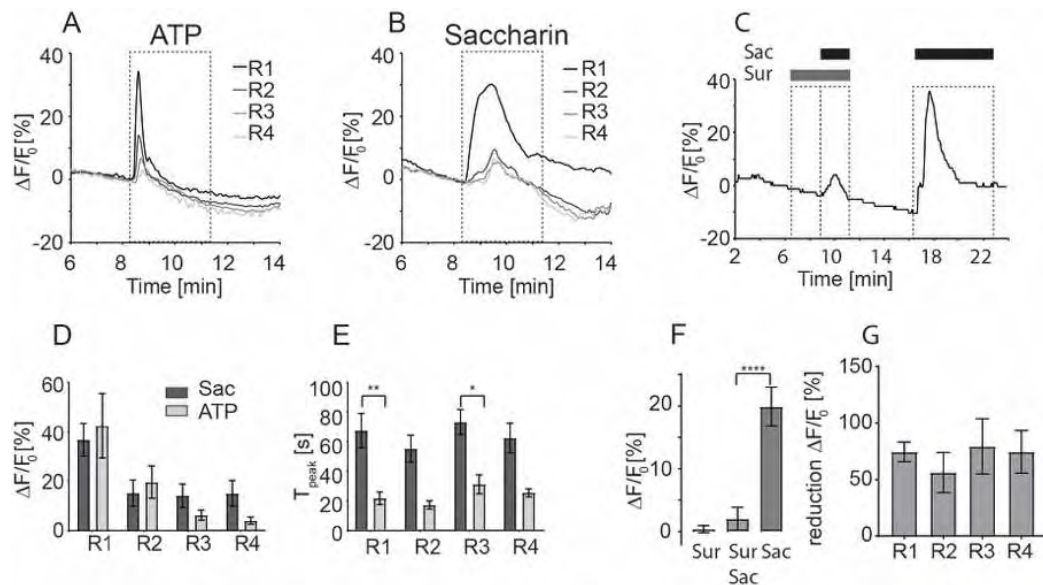 A
ATP
ΔF/F₀ [%]
40
20
0
-20
6 8 10 12 14
Time [min]
R1
R2
R3
R4
B
Saccharin
ΔF/F₀ [%]
40
20
0
-20
6 8 10 12 14
Time [min]
R1
R2
R3
R4
C
Sac
Sur
ΔF/F₀ [%]
40
20
0
-20
2 6 10 14 18 22
Time [min]
D
ΔF/F₀ [%]
60
40
20
0
Sac
ATP
R1 R2 R3 R4
E
Tpeak [s]
100
80
60
40
20
0
** *
R1 R2 R3 R4
F
ΔF/F₀ [%]
20
10
0
****
Sur Sur Sac
Sac
G
reduction ΔF/F₀ [%]
150
100
50
0
R1 R2 R3 R4